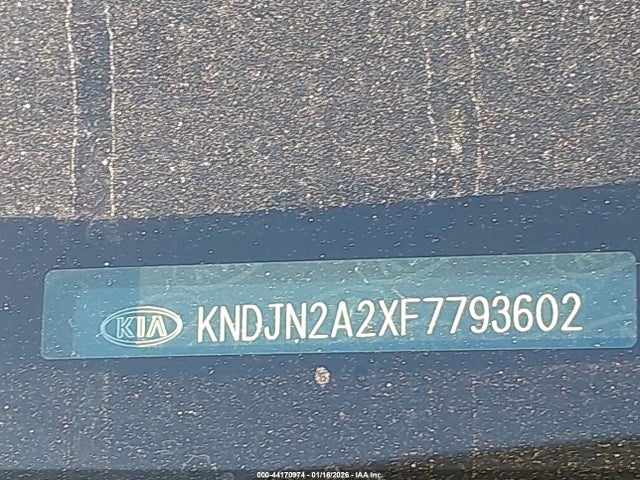 KIA KNDJN2A2XF7793602
000-44170974 - 01/16/2026 - IAA Inc.